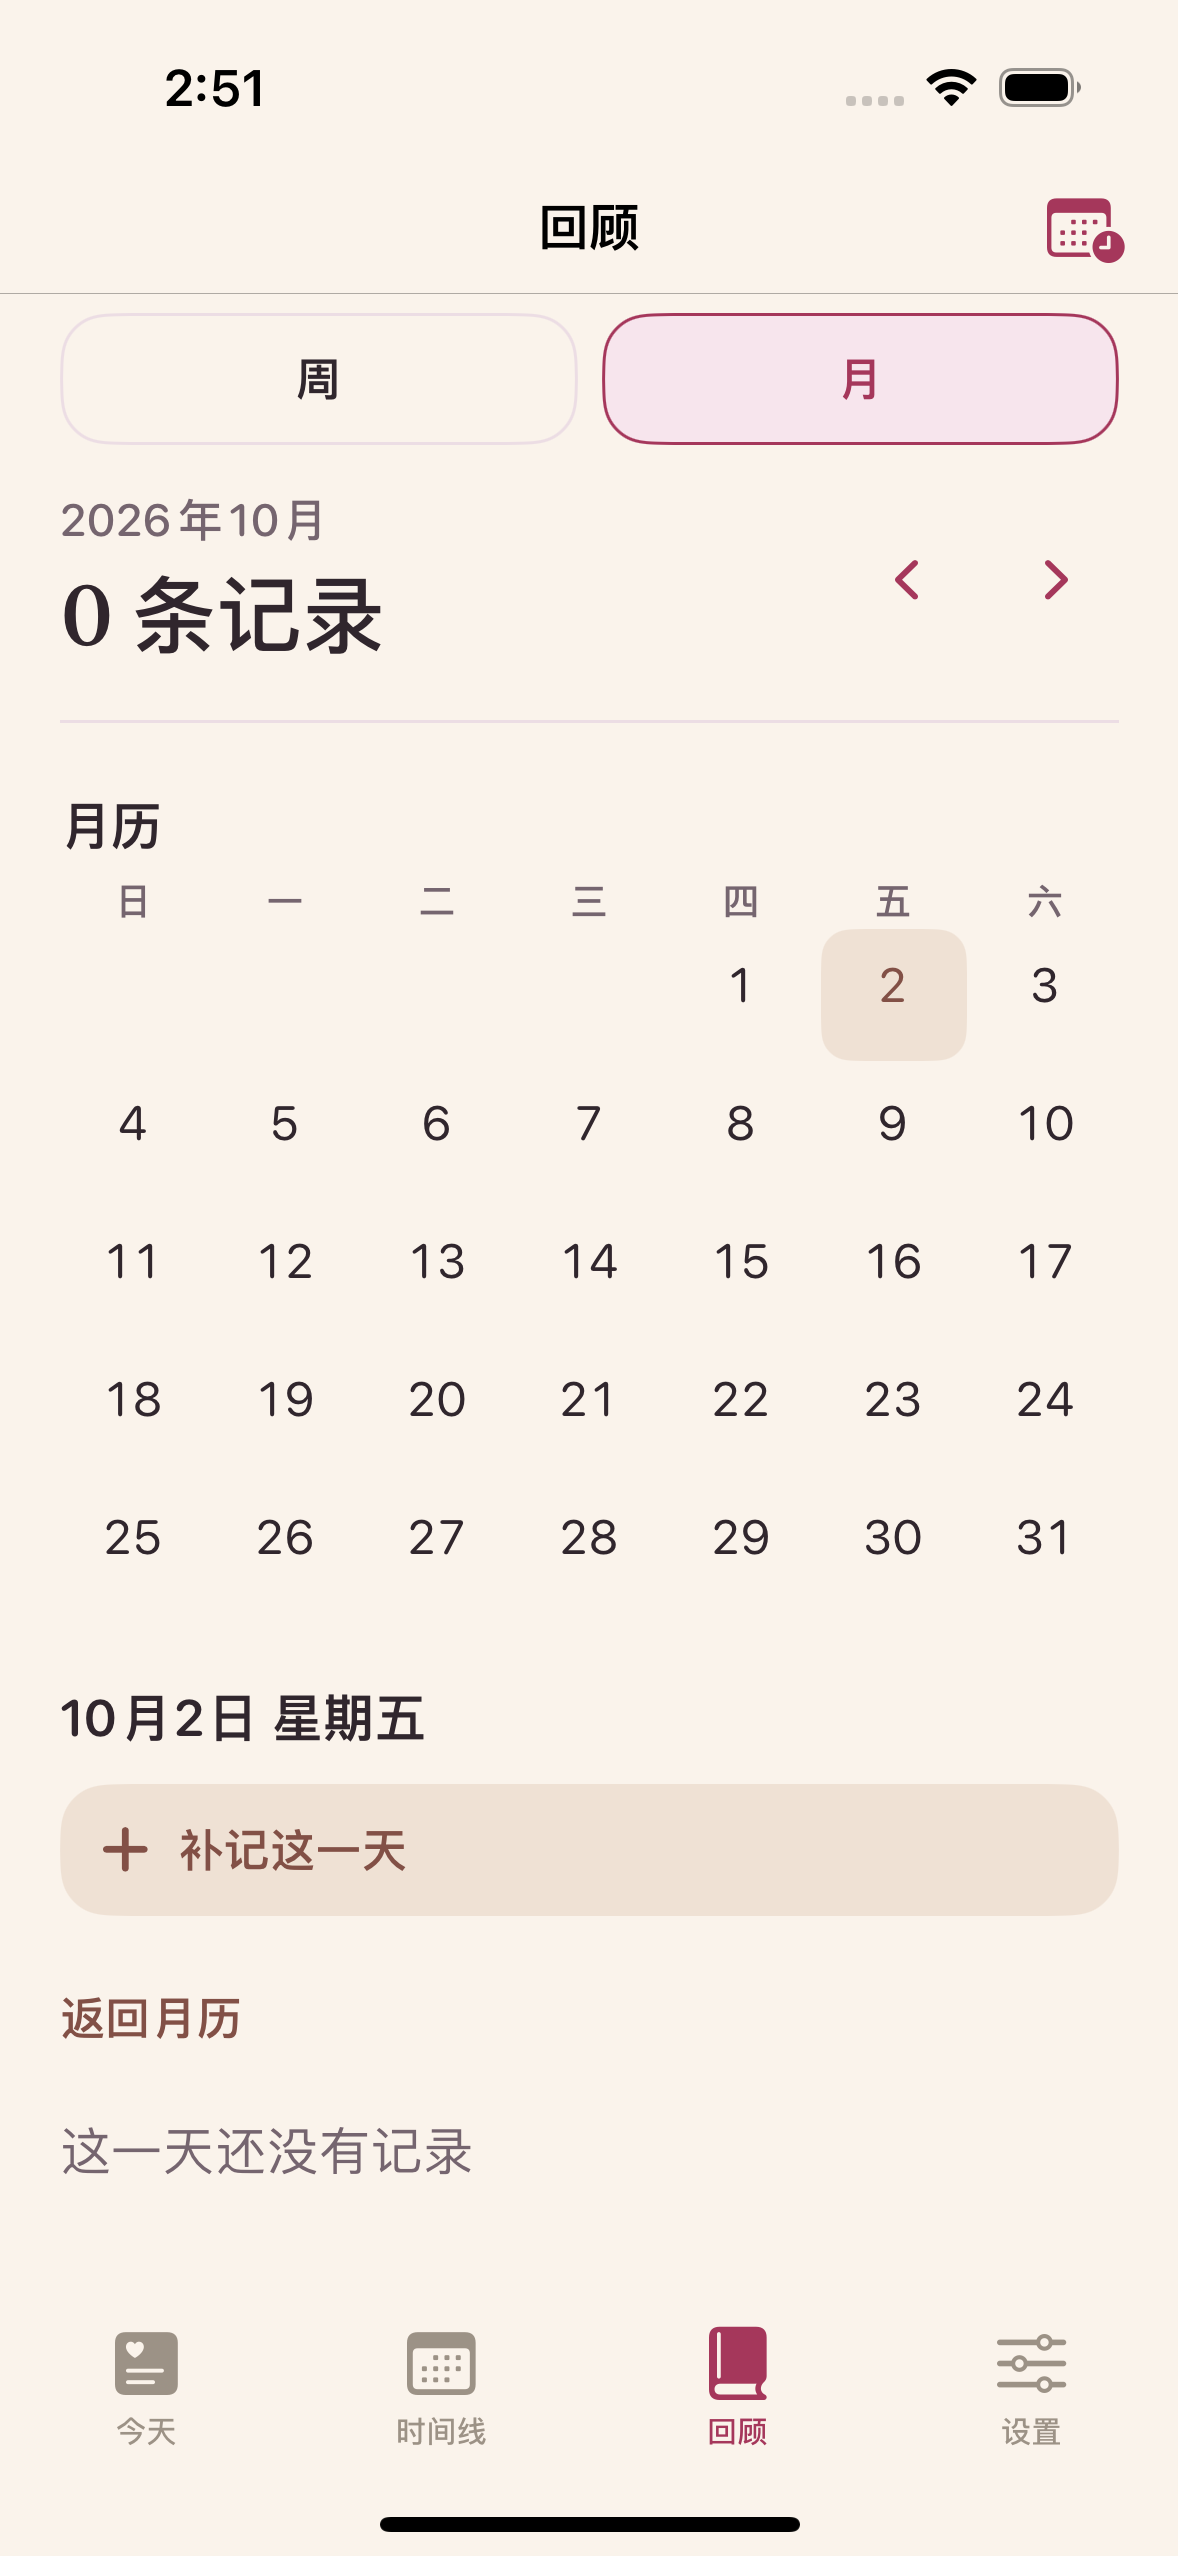 2:51
回顾
周
月
2026年10月
0 条记录
月历
日 一 二 三 四 五 六
1 2 3
4 5 6 7 8 9 10
11 12 13 14 15 16 17
18 19 20 21 22 23 24
25 26 27 28 29 30 31
10月2日 星期五
补记这一天
返回月历
这一天还没有记录
今天 时间线 回顾 设置